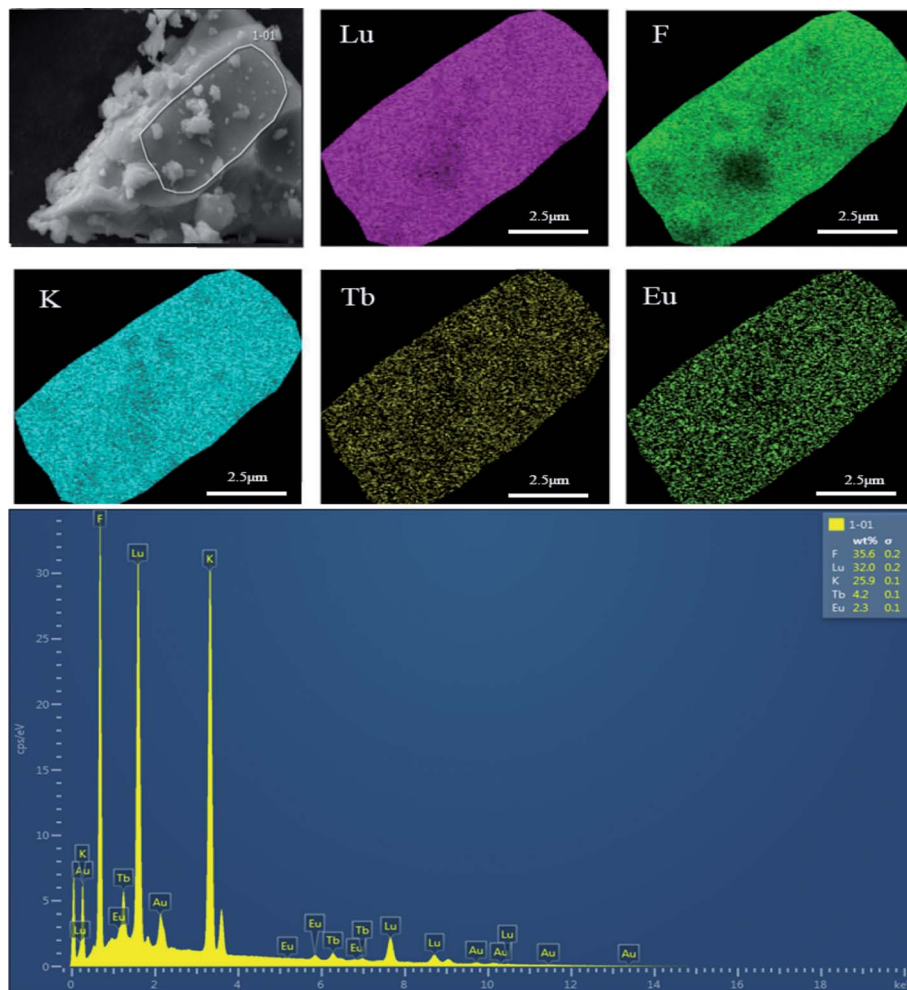 1-01
Lu
2.5μm
F
2.5μm
K
2.5μm
Tb
2.5μm
Eu
2.5μm
1-01
wt% σ
F 35.6 0.2
Lu 32.0 0.2
K 25.9 0.1
Tb 4.2 0.1
Eu 2.3 0.1
F
Lu
K
K
Au
Tb
Lu
Eu
Au
Eu
Eu
Tb
Tb
Eu
Lu
Lu
Au
Au
Lu
Au
Au
cps/eV
30
25
20
15
10
5
0
0 2 4 6 8 10 12 14 16 18 ke